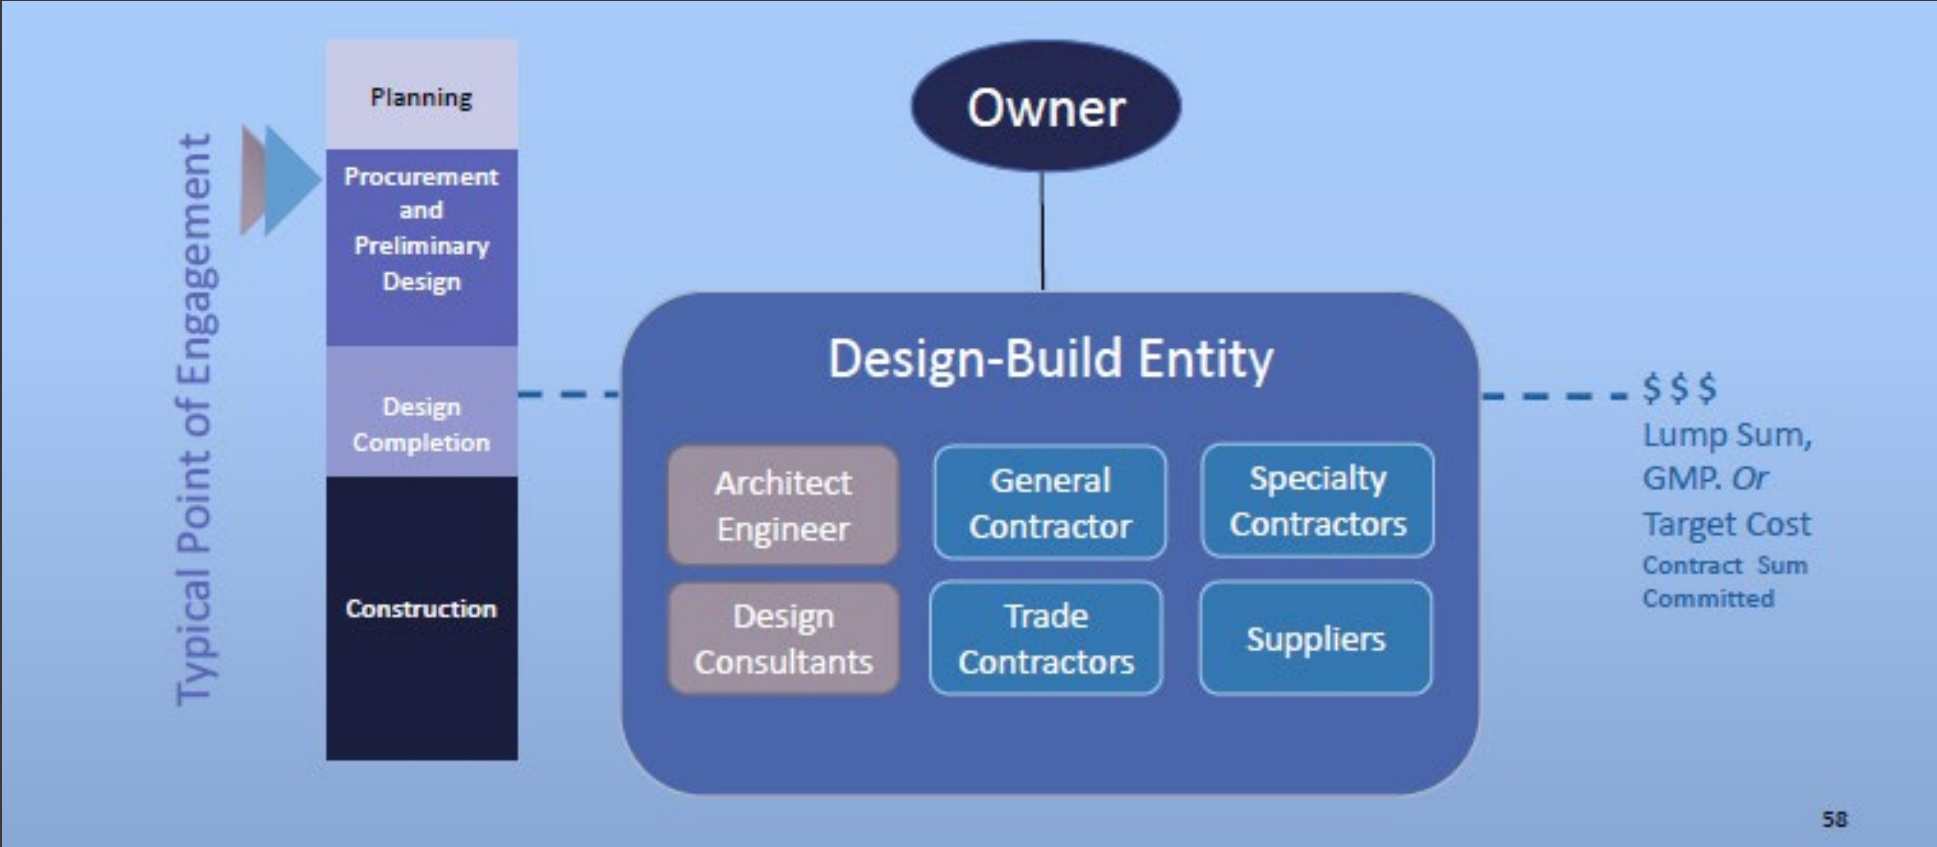 Typical Point of Engagement
Planning
Procurement
and
Preliminary
Design
Design
Completion
Construction
Owner
Design-Build Entity
Architect
Engineer
General
Contractor
Specialty
Contractors
Design
Consultants
Trade
Contractors
Suppliers
$ $ $
Lump Sum,
GMP. Or
Target Cost
Contract Sum
Committed
58